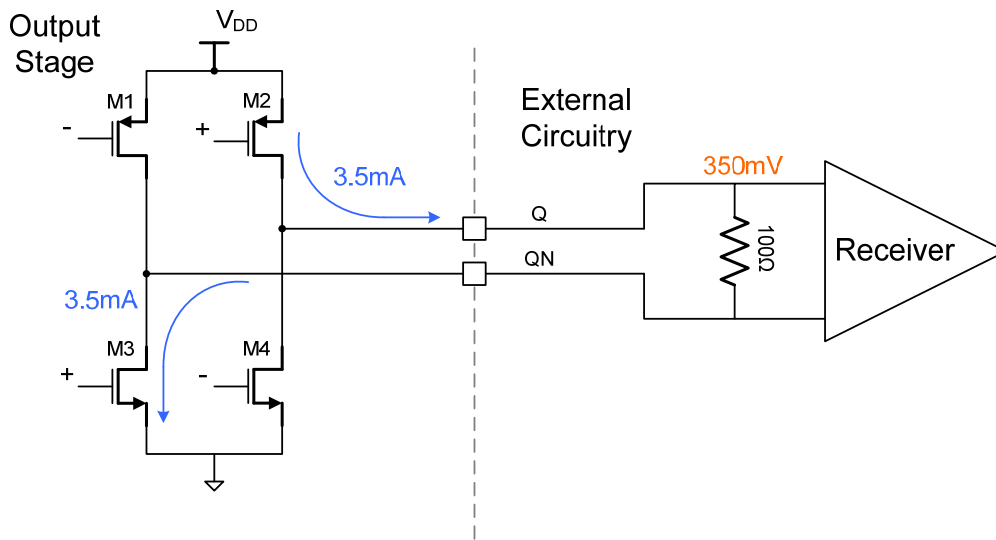 Output
Stage
VDD
M1
M2
-
+
3.5mA
External
Circuitry
350mV
Q
100Ω
Receiver
QN
3.5mA
M3
M4
+
-